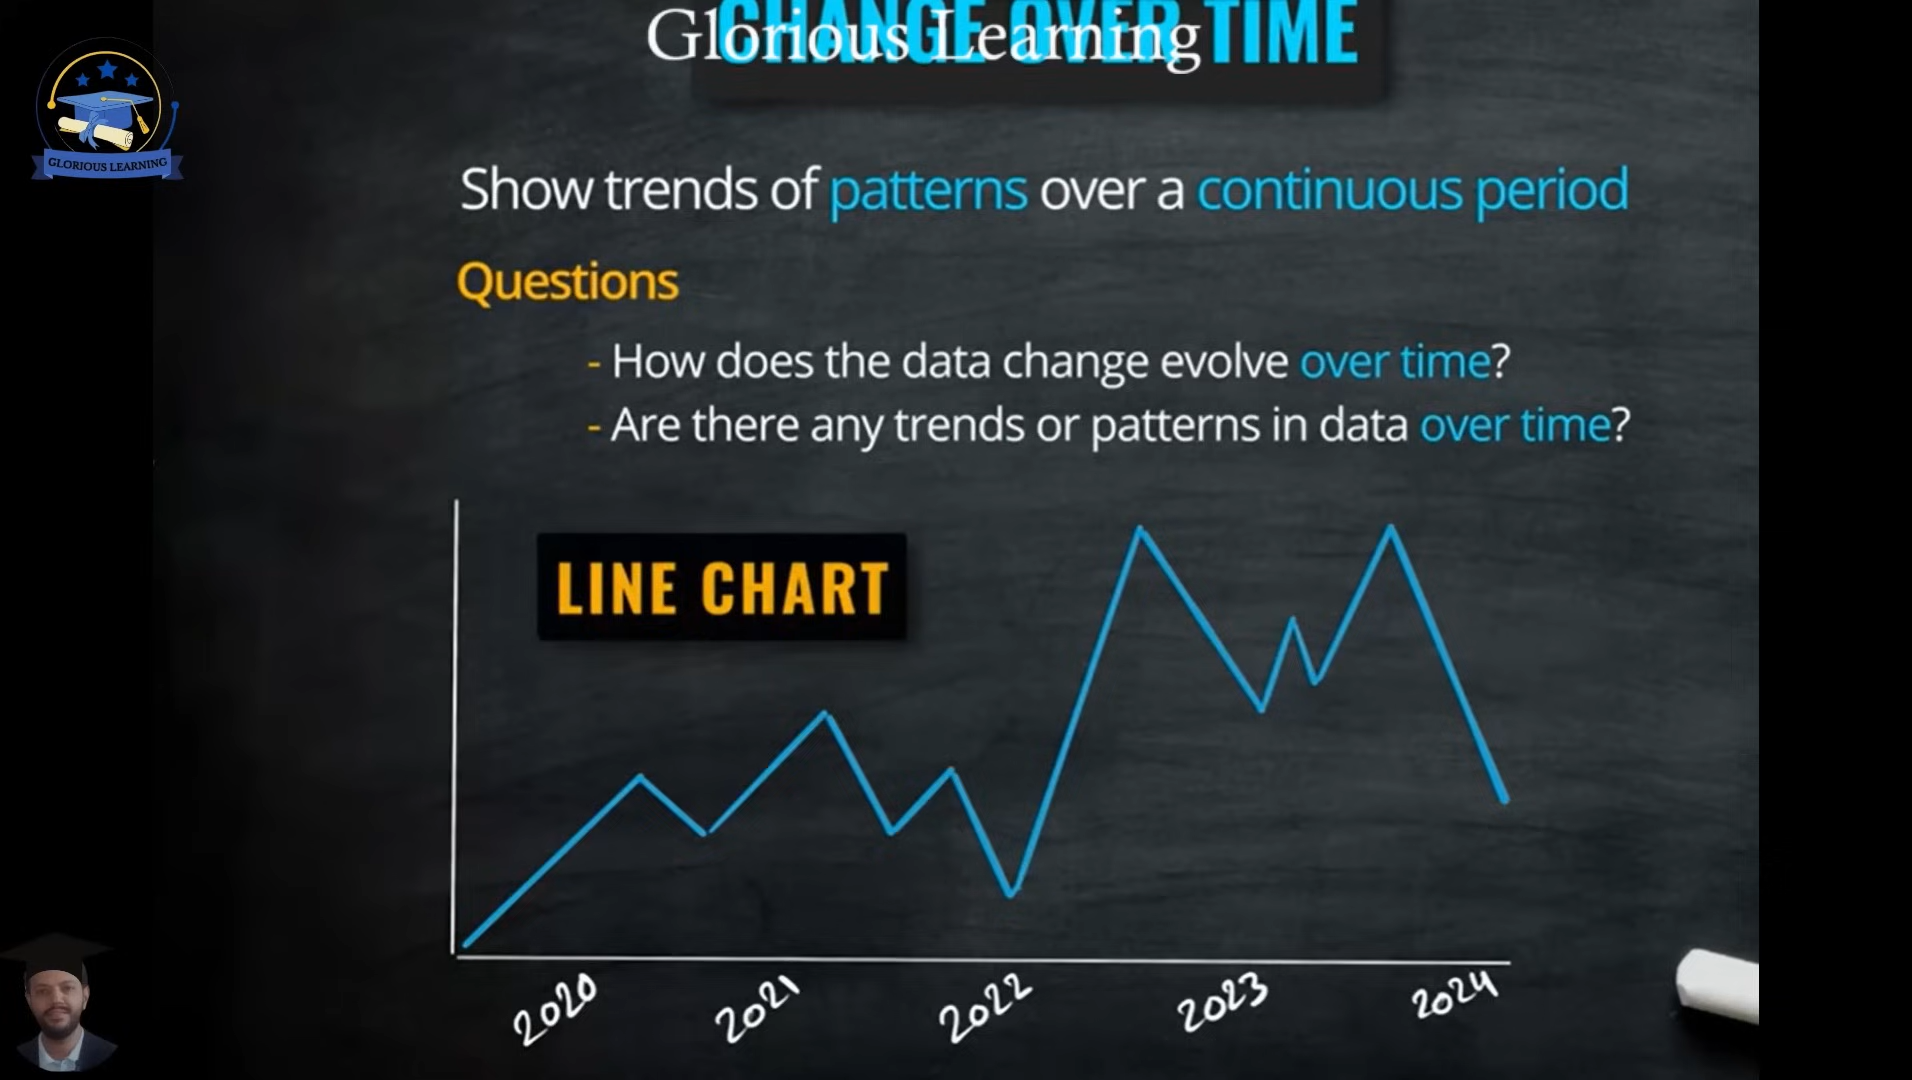 CHANGE OVER TIME
Glorious Learning
GLORIOUS LEARNING
Show trends of patterns over a continuous period
Questions
- How does the data change evolve over time?
- Are there any trends or patterns in data over time?
LINE CHART
2020 2021 2022 2023 2024